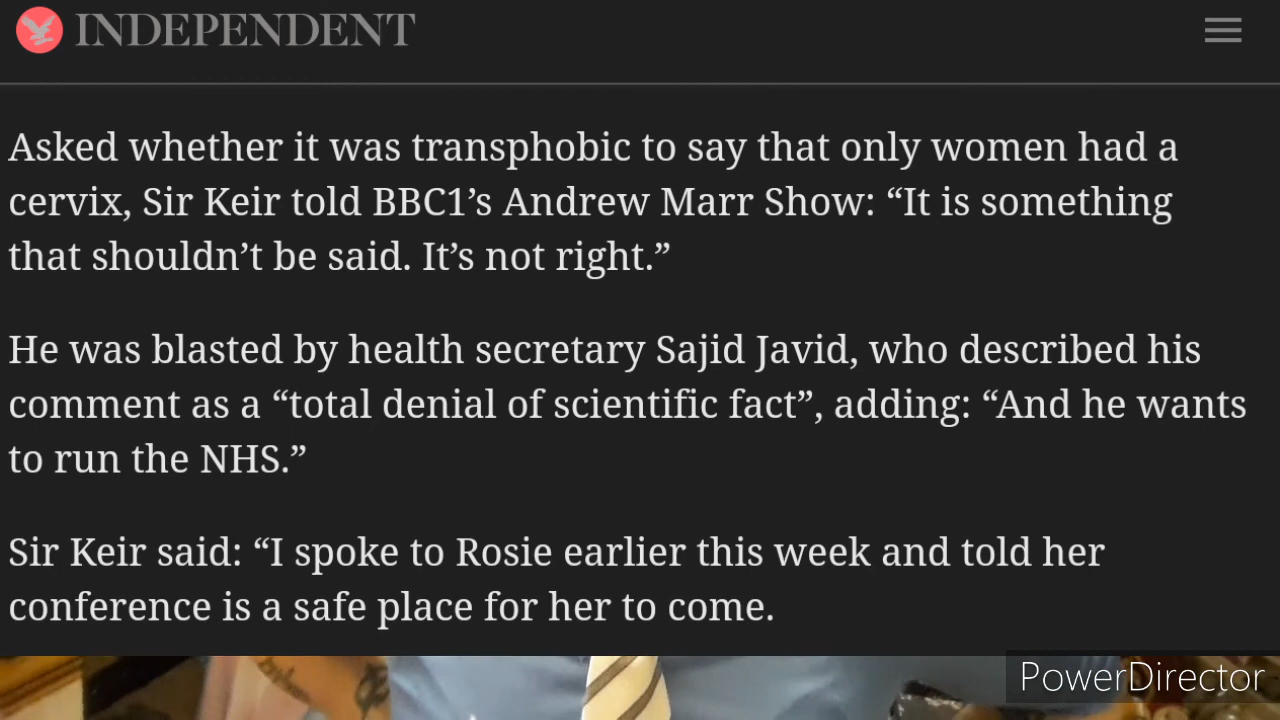 INDEPENDENT
Asked whether it was transphobic to say that only women had a
cervix, Sir Keir told BBC1’s Andrew Marr Show: “It is something
that shouldn’t be said. It’s not right.”
He was blasted by health secretary Sajid Javid, who described his
comment as a “total denial of scientific fact”, adding: “And he wants
to run the NHS.”
Sir Keir said: “I spoke to Rosie earlier this week and told her
conference is a safe place for her to come.
PowerDirector